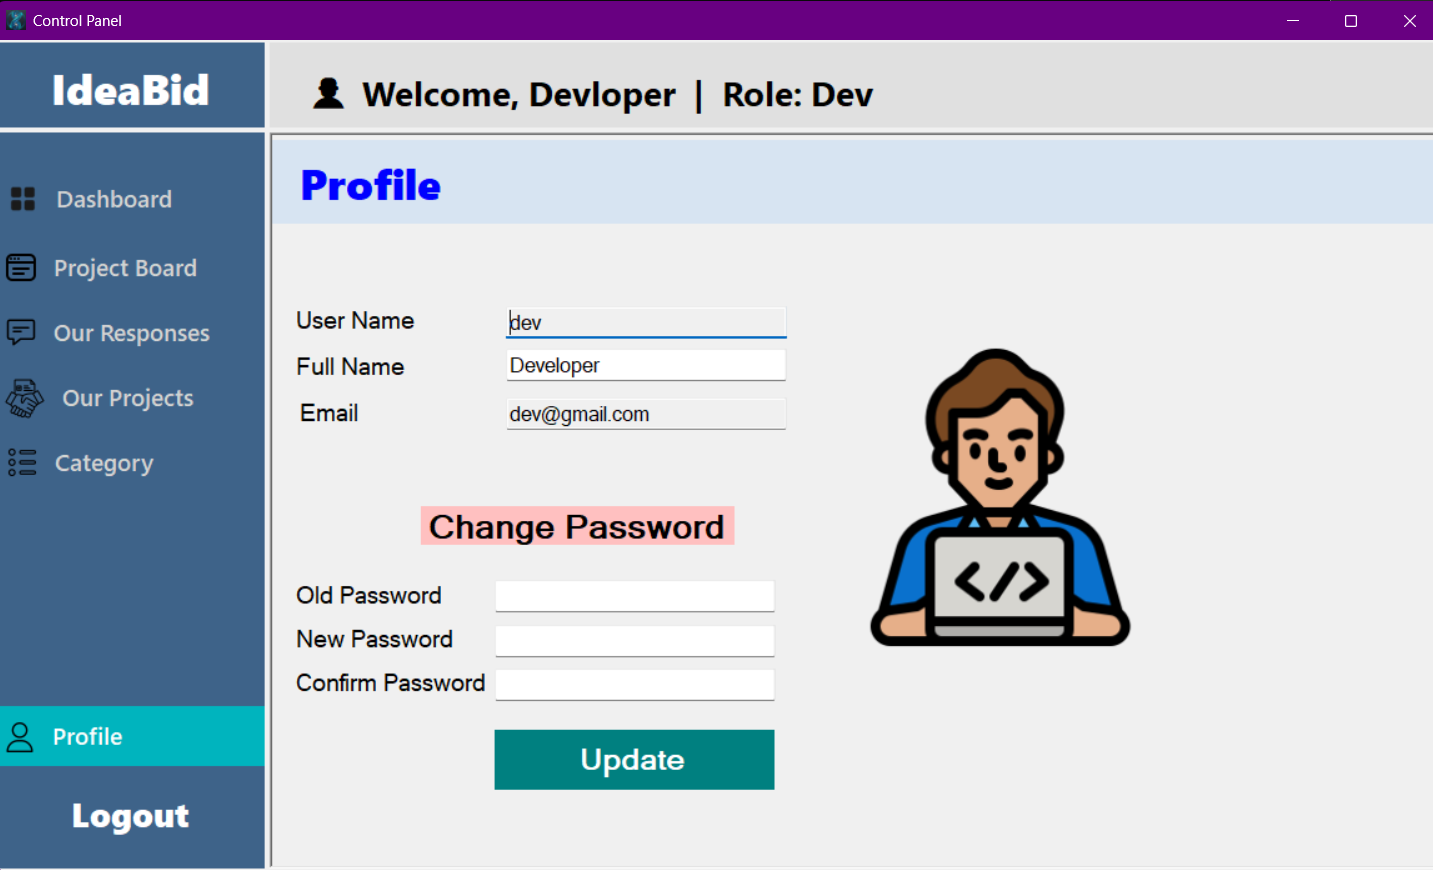 Control Panel
IdeaBid
Welcome, Devloper | Role: Dev
Dashboard
Project Board
Our Responses
Our Projects
Category
Profile
Logout
Profile
User Name dev
Full Name Developer
Email dev@gmail.com
Change Password
Old Password
New Password
Confirm Password
Update
</>